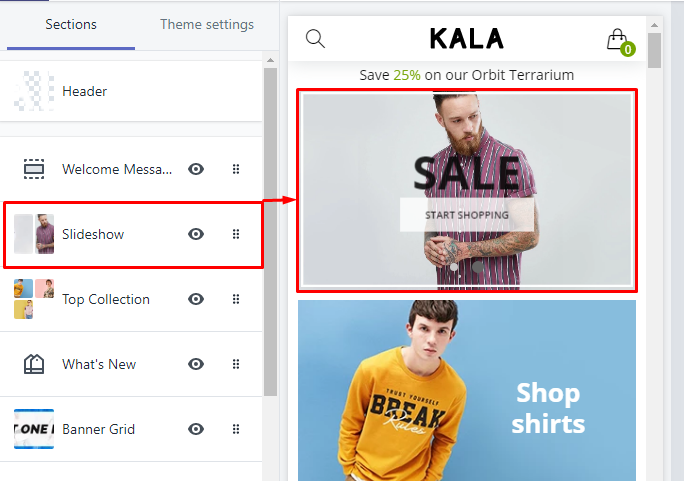 Sections
Theme settings
Header
Welcome Messa...
Slideshow
Top Collection
What's New
T ONE
Banner Grid
KALA
0
Save 25% on our Orbit Terrarium
SALE
START SHOPPING
TRUST YOURSELF
BREAK
Rules
Shop
shirts